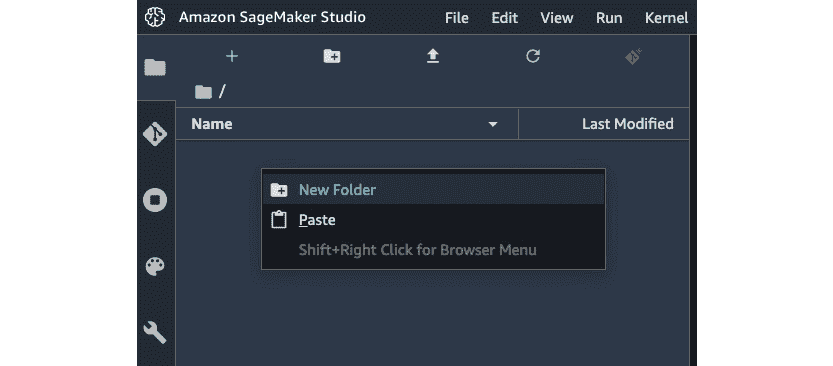 Amazon SageMaker Studio File Edit View Run Kernel
/
Name Last Modified
New Folder
Paste
Shift+Right Click for Browser Menu